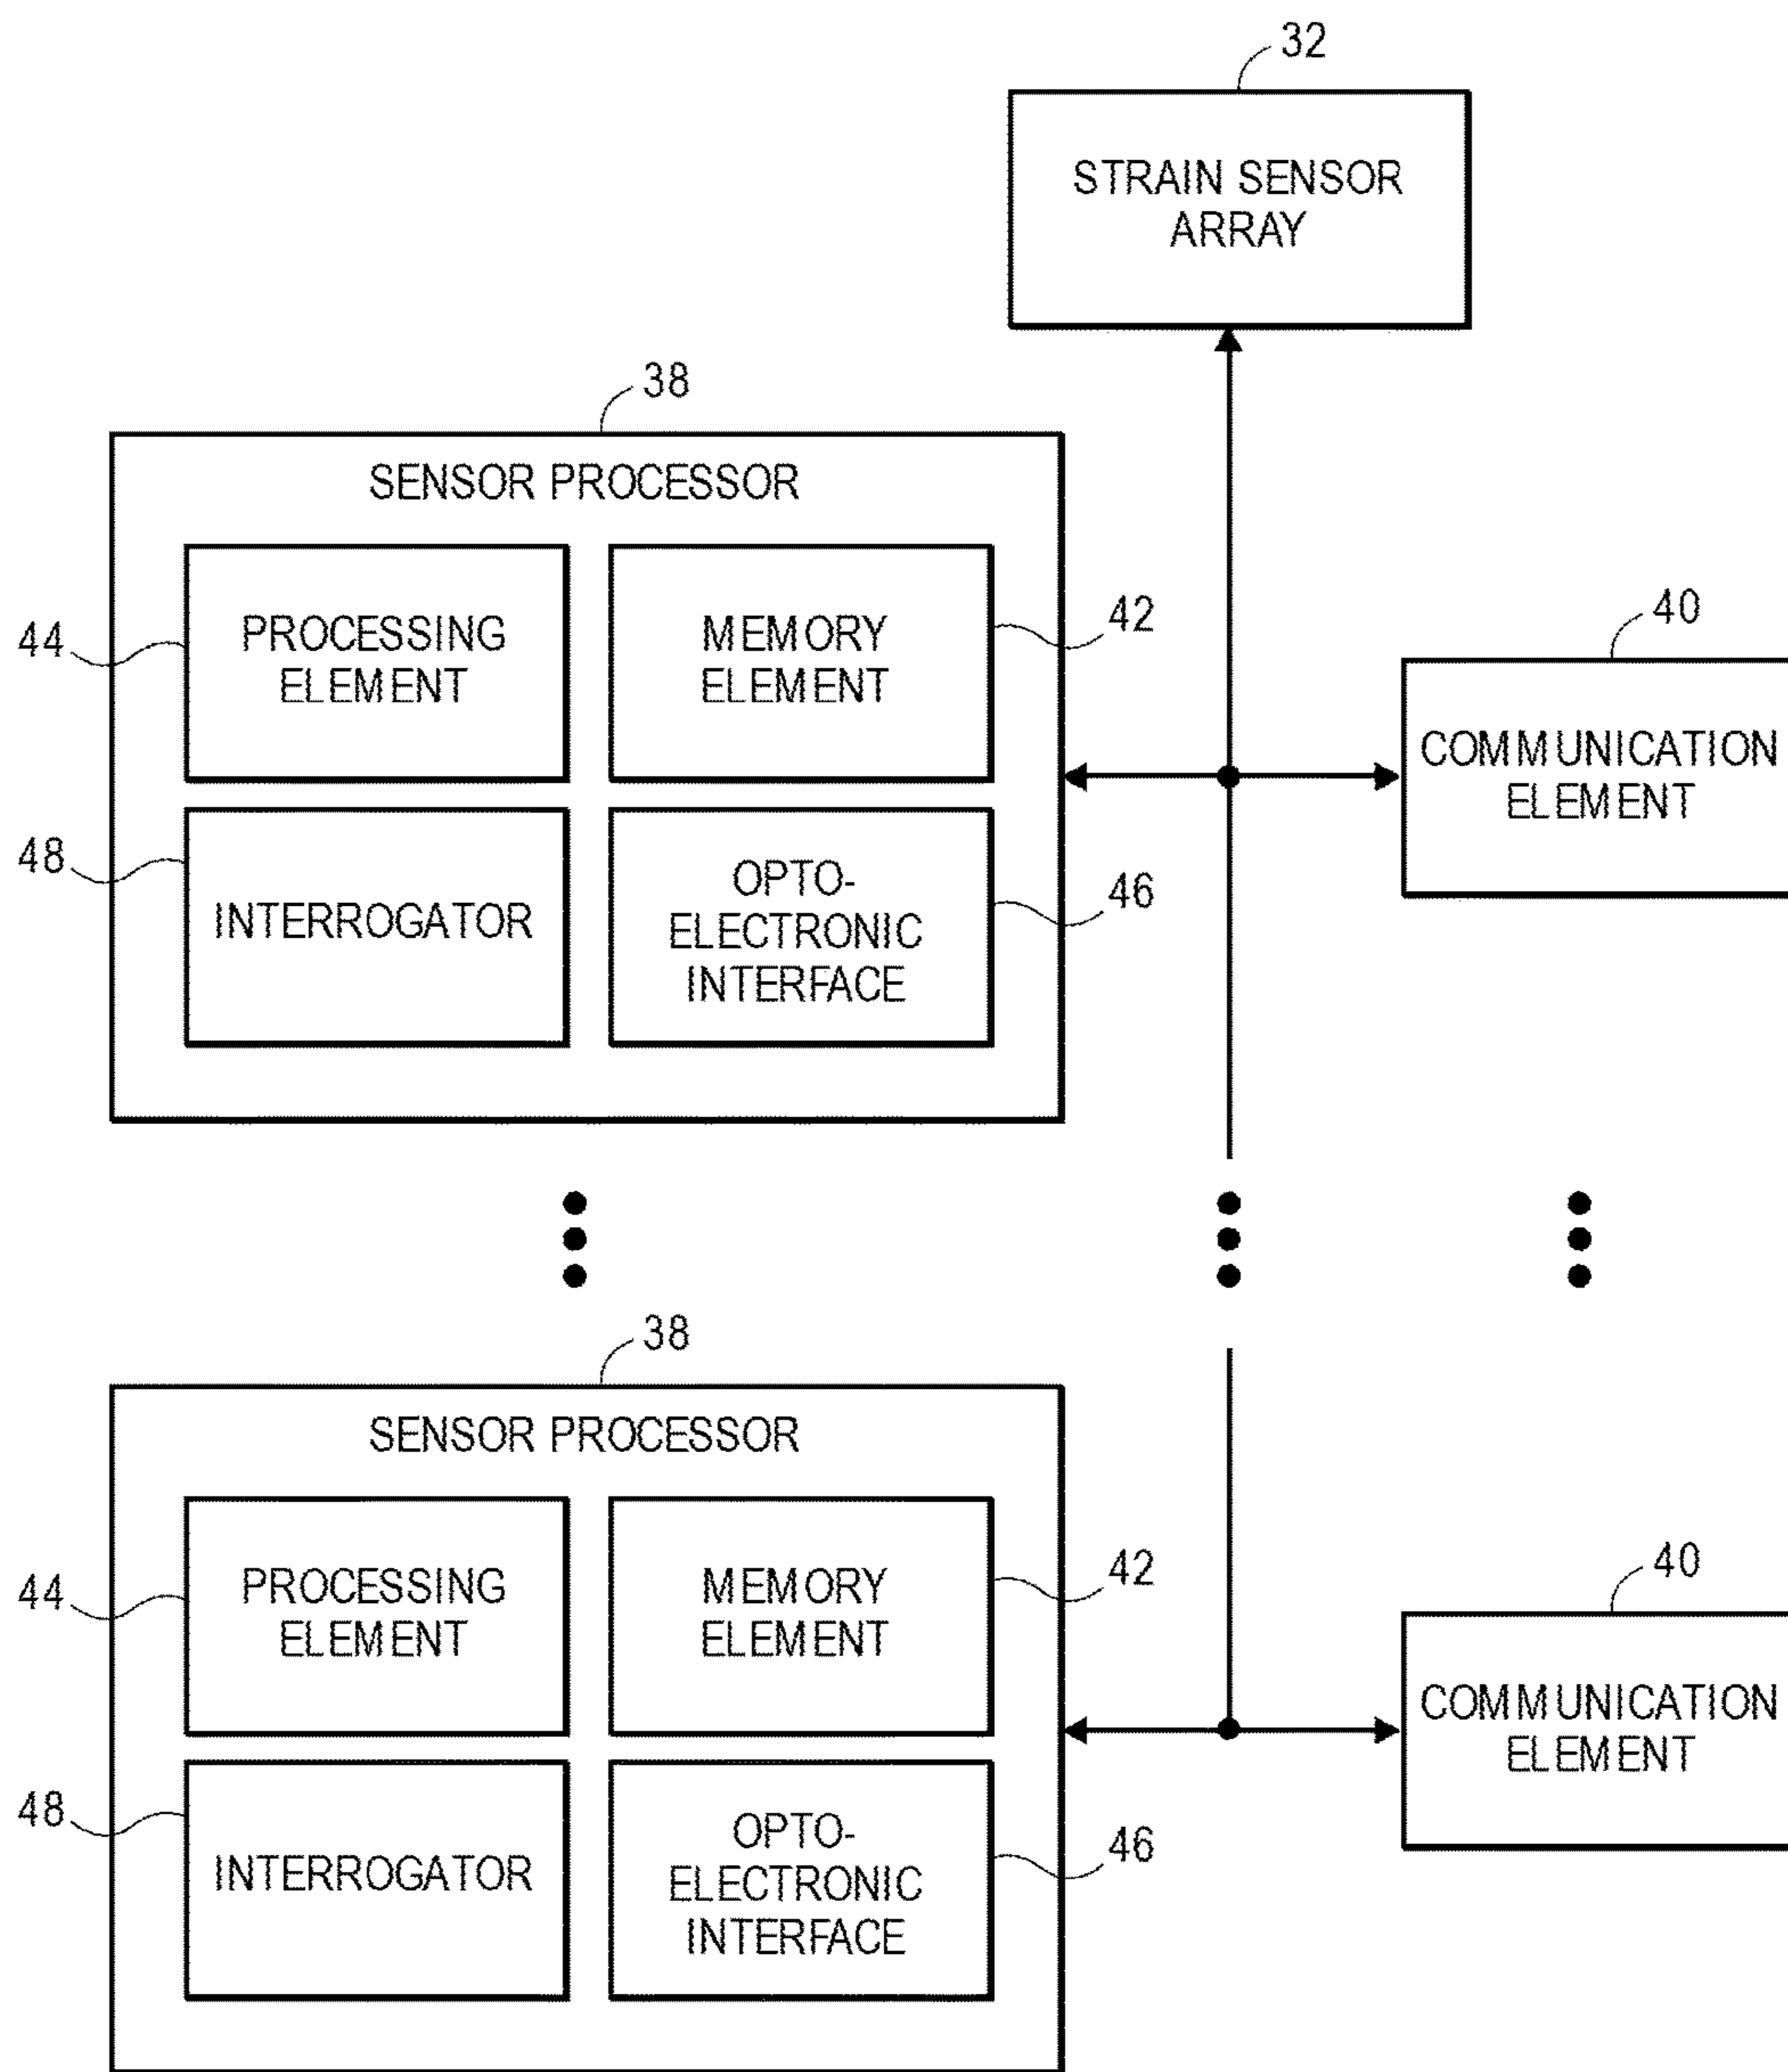 32
STRAIN SENSOR
ARRAY
38
SENSOR PROCESSOR
44
PROCESSING
ELEMENT
MEMORY
ELEMENT
42
40
COMMUNICATION
ELEMENT
48
INTERROGATOR
OPTO-
ELECTRONIC
INTERFACE
46
38
SENSOR PROCESSOR
44
PROCESSING
ELEMENT
MEMORY
ELEMENT
42
40
COMMUNICATION
ELEMENT
48
INTERROGATOR
OPTO-
ELECTRONIC
INTERFACE
46